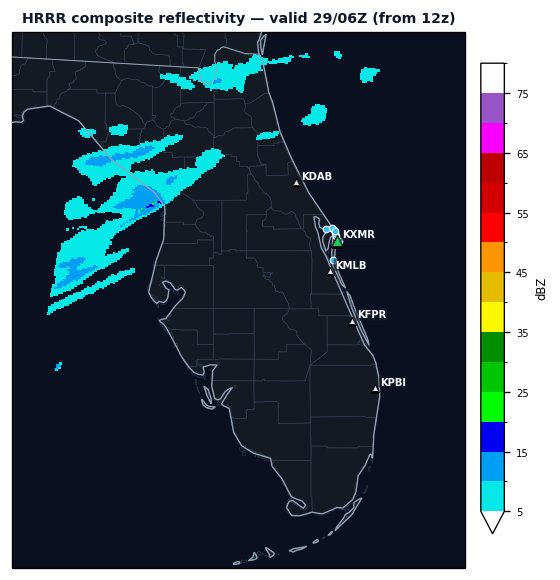 HRRR composite reflectivity — valid 29/06Z (from 12z)
KDAB
KXMR
KMLB
KFPR
KPBI
75
65
55
45
35
25
15
5
dBZ